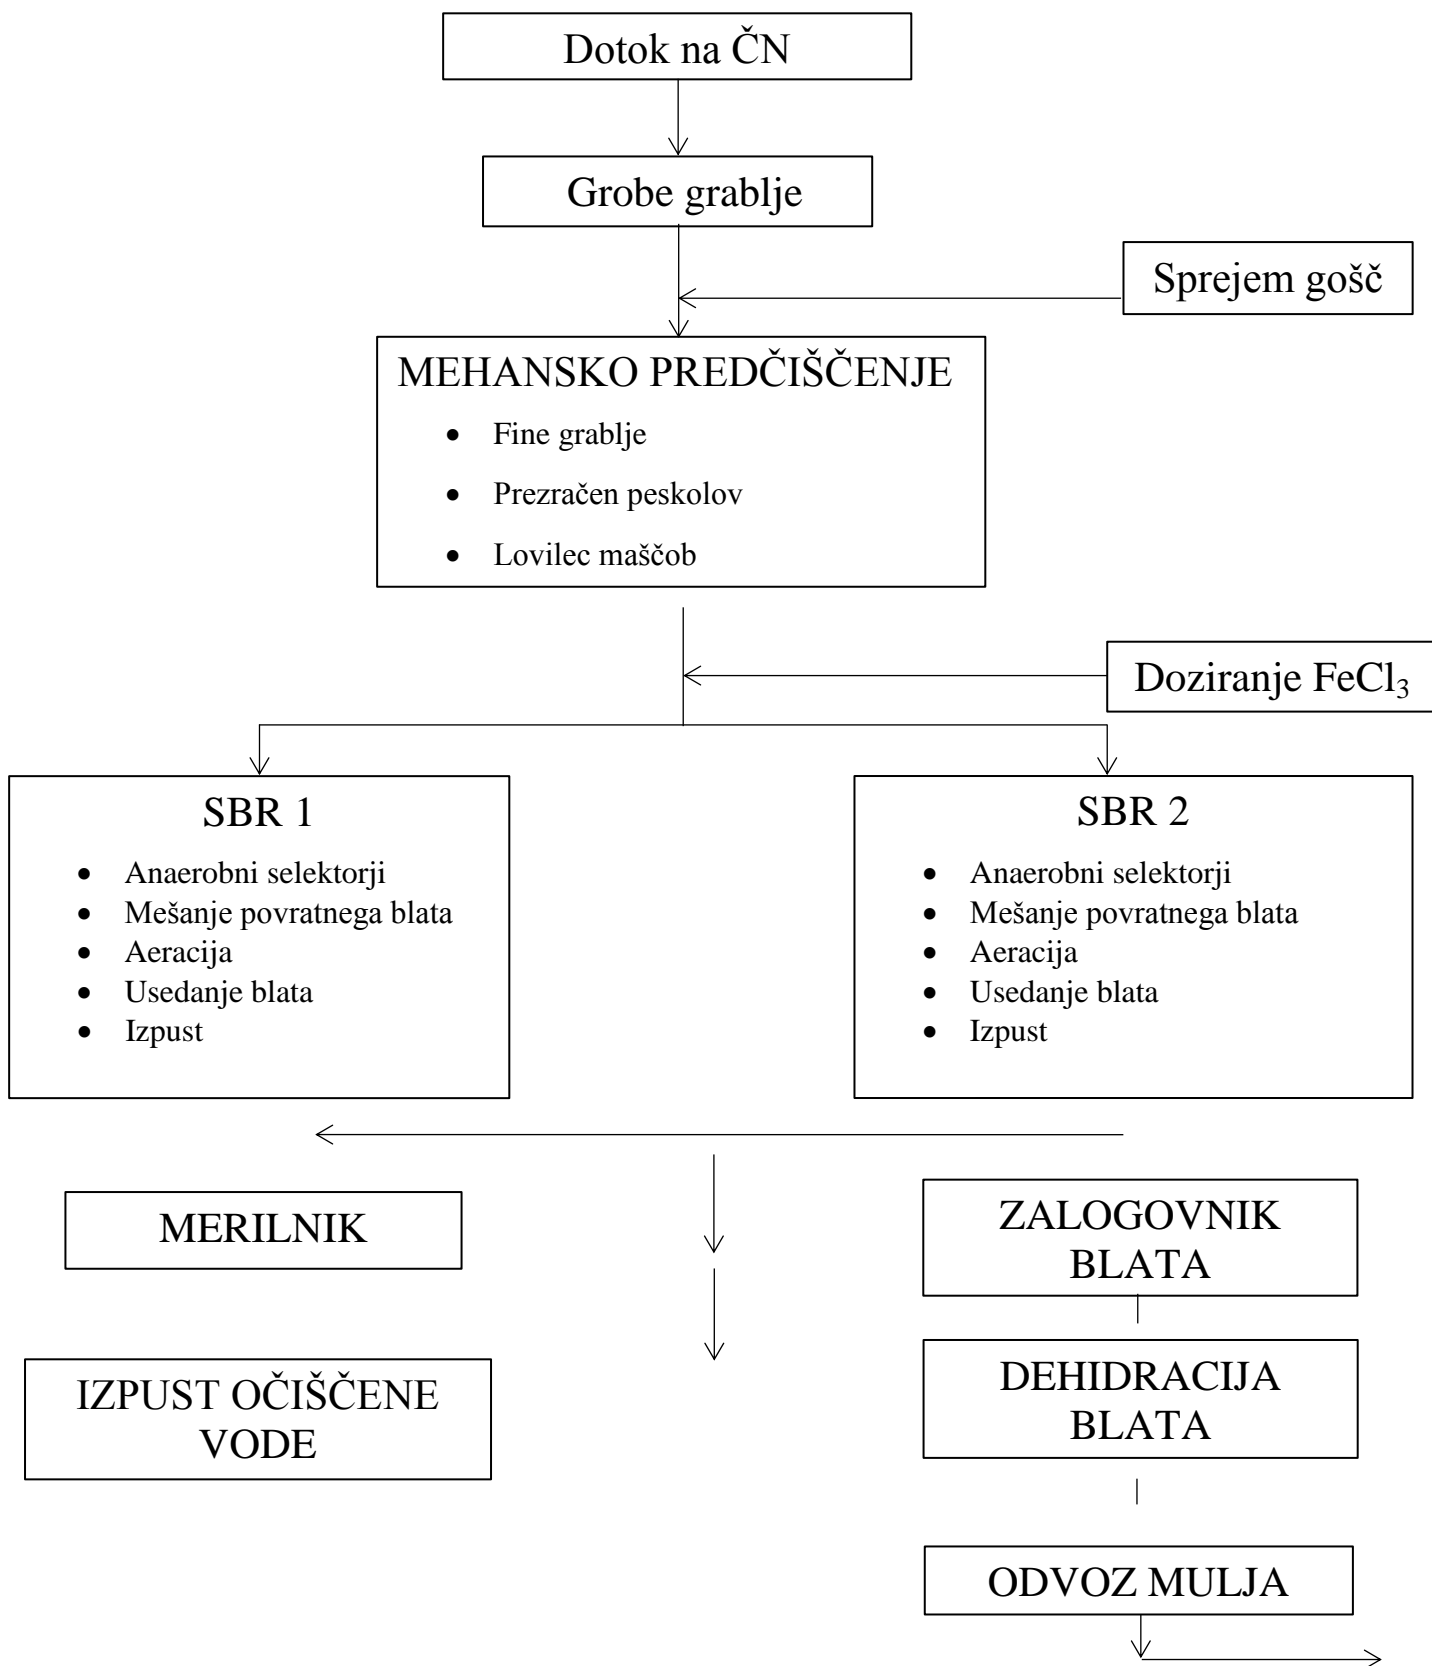 Dotok na ČN
Grobe grablje
Sprejem gošč
MEHANSKO PREDČIŠČENJE
• Fine grablje
• Prezračen peskolov
• Lovilec maščob
Doziranje FeCl₃
SBR 1
• Anaerobni selektorji
• Mešanje povratnega blata
• Aeracija
• Usedanje blata
• Izpust
SBR 2
• Anaerobni selektorji
• Mešanje povratnega blata
• Aeracija
• Usedanje blata
• Izpust
MERILNIK
ZALOGOVNIK
BLATA
IZPUST OČIŠČENE
VODE
DEHIDRACIJA
BLATA
ODVOZ MULJA